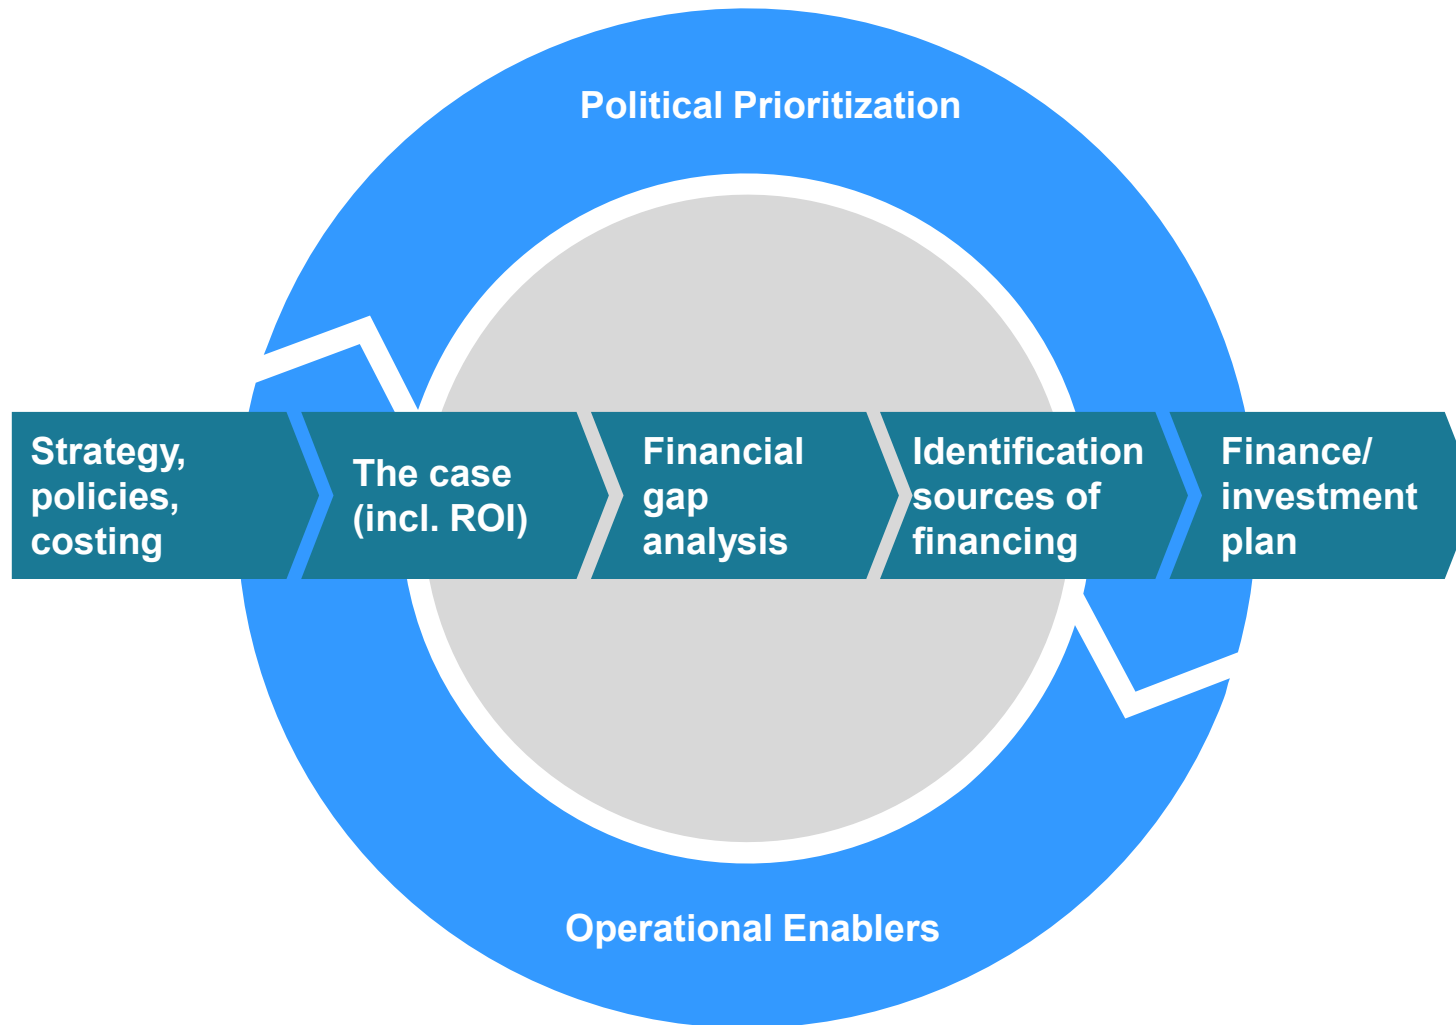 Political Prioritization
Strategy,
policies,
costing
The case
(incl. ROI)
Financial
gap
analysis
Identification
sources of
financing
Finance/
investment
plan
Operational Enablers